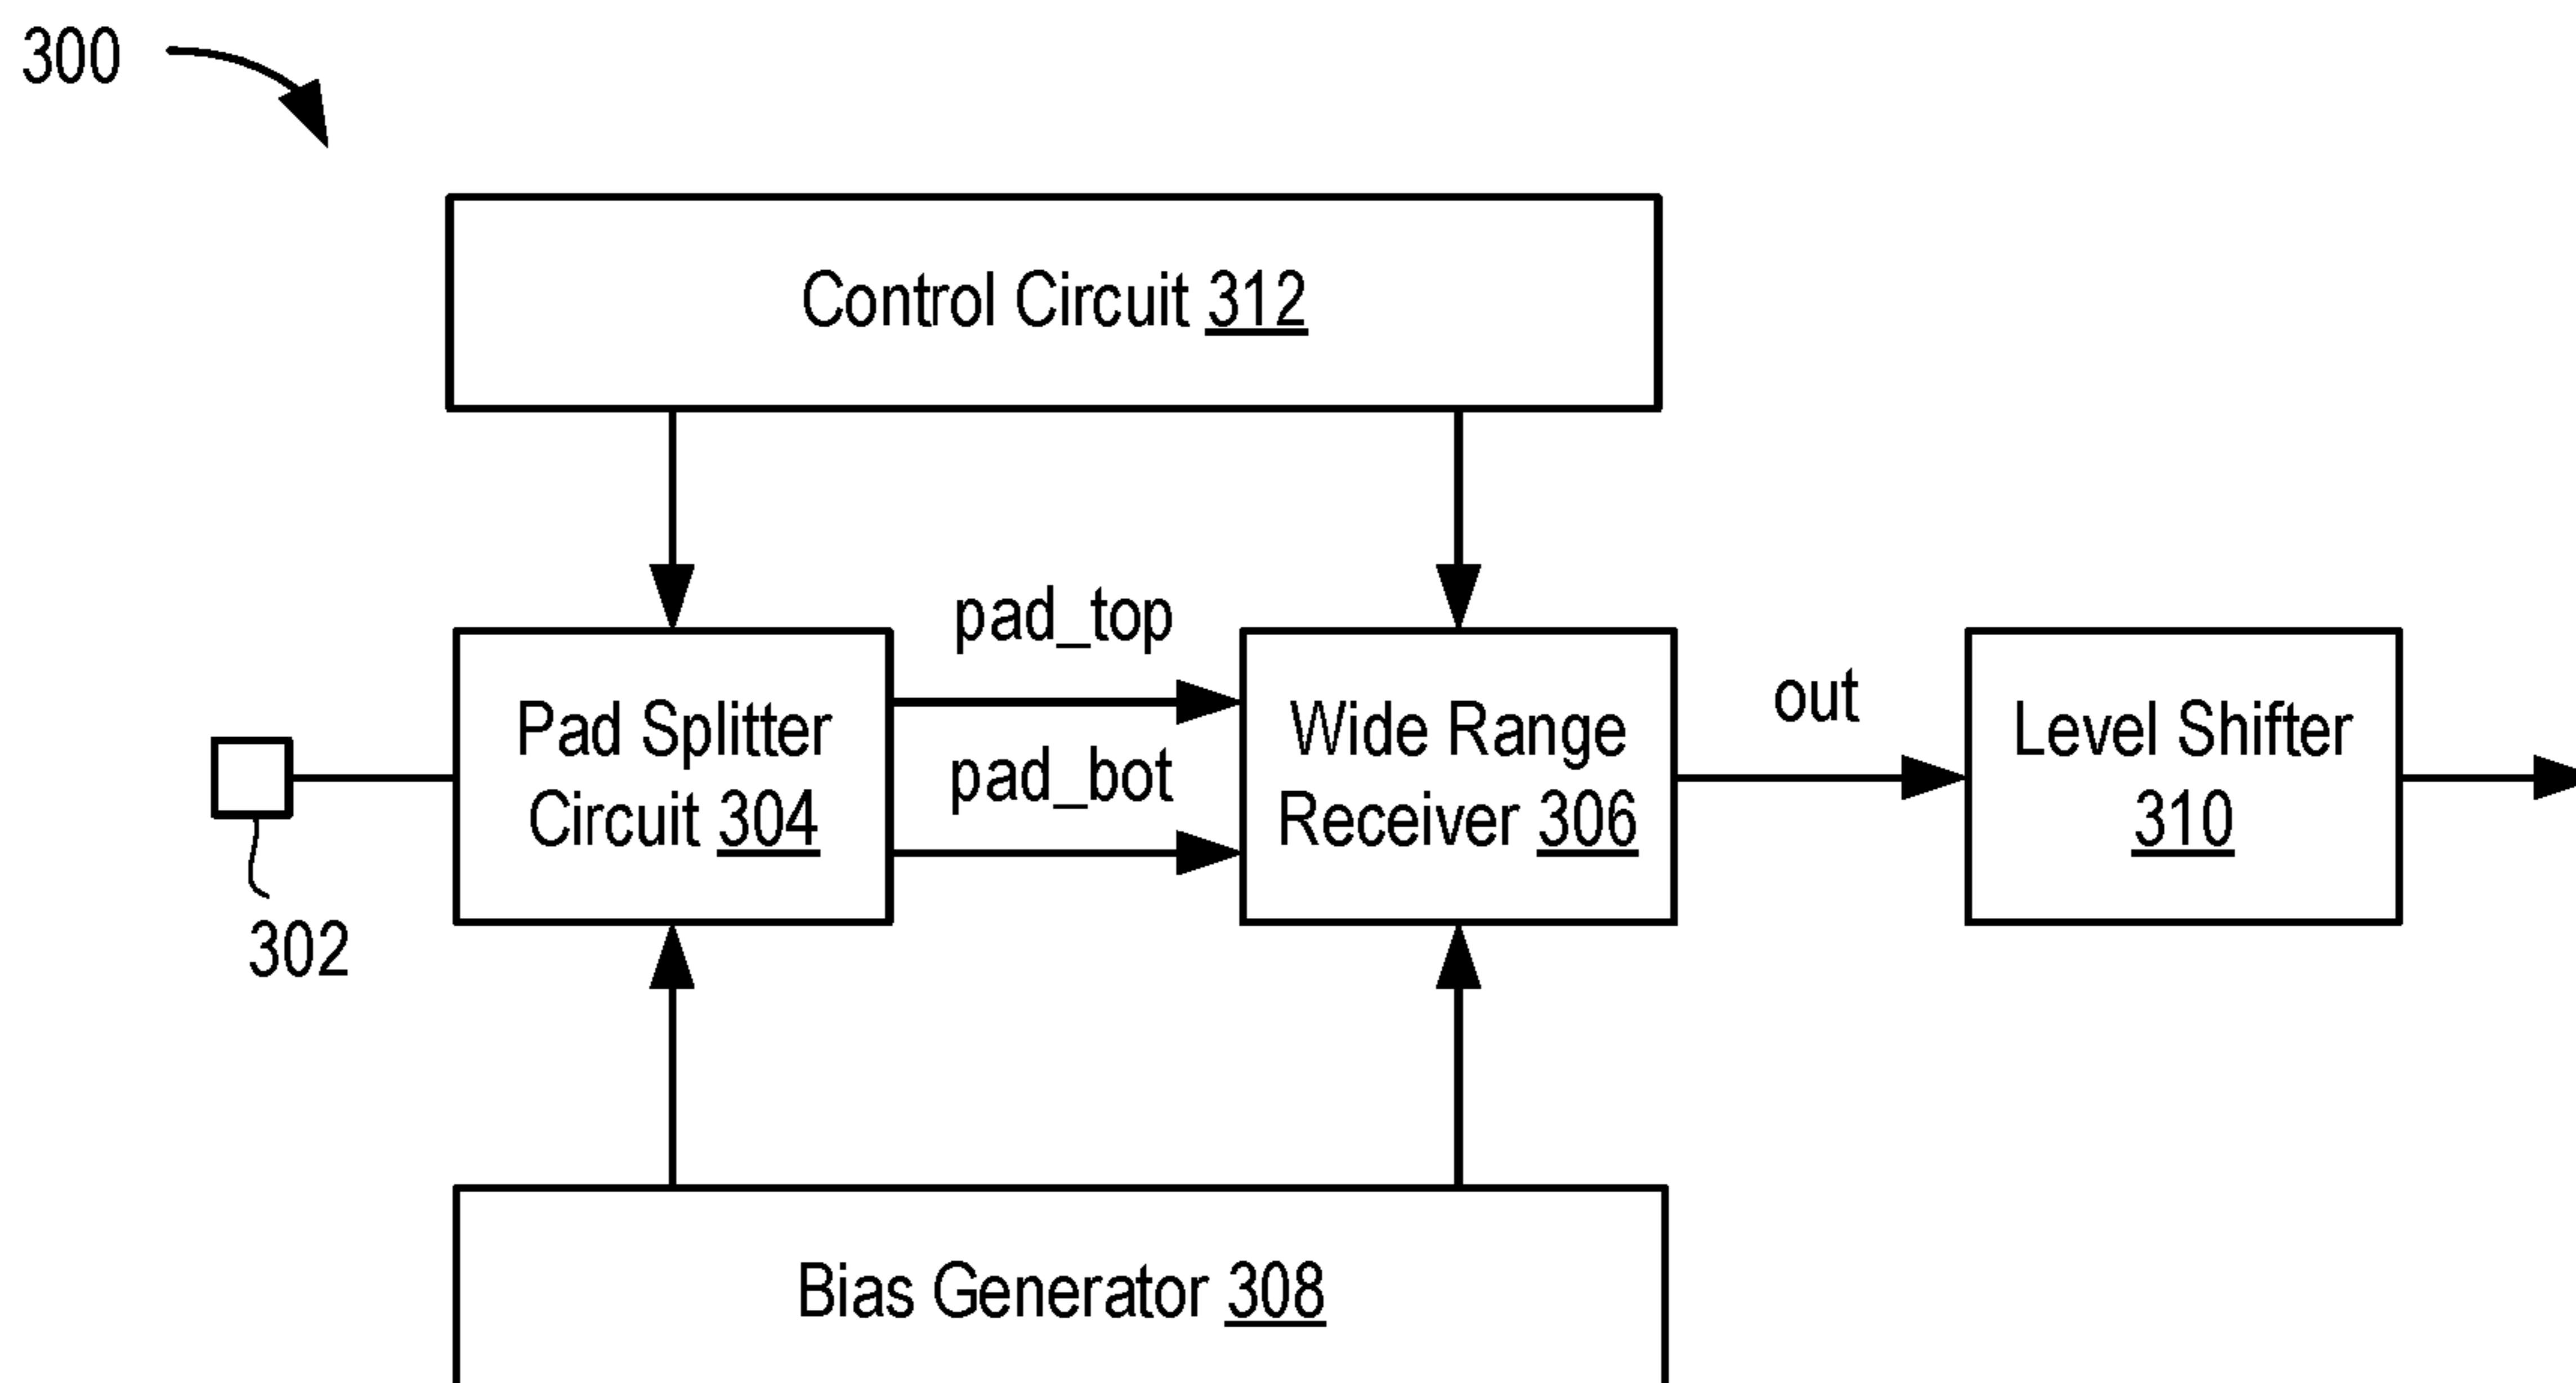 300
Control Circuit 312
pad_top
Pad Splitter
Circuit 304
pad_bot
Wide Range
Receiver 306
out
Level Shifter
310
302
Bias Generator 308